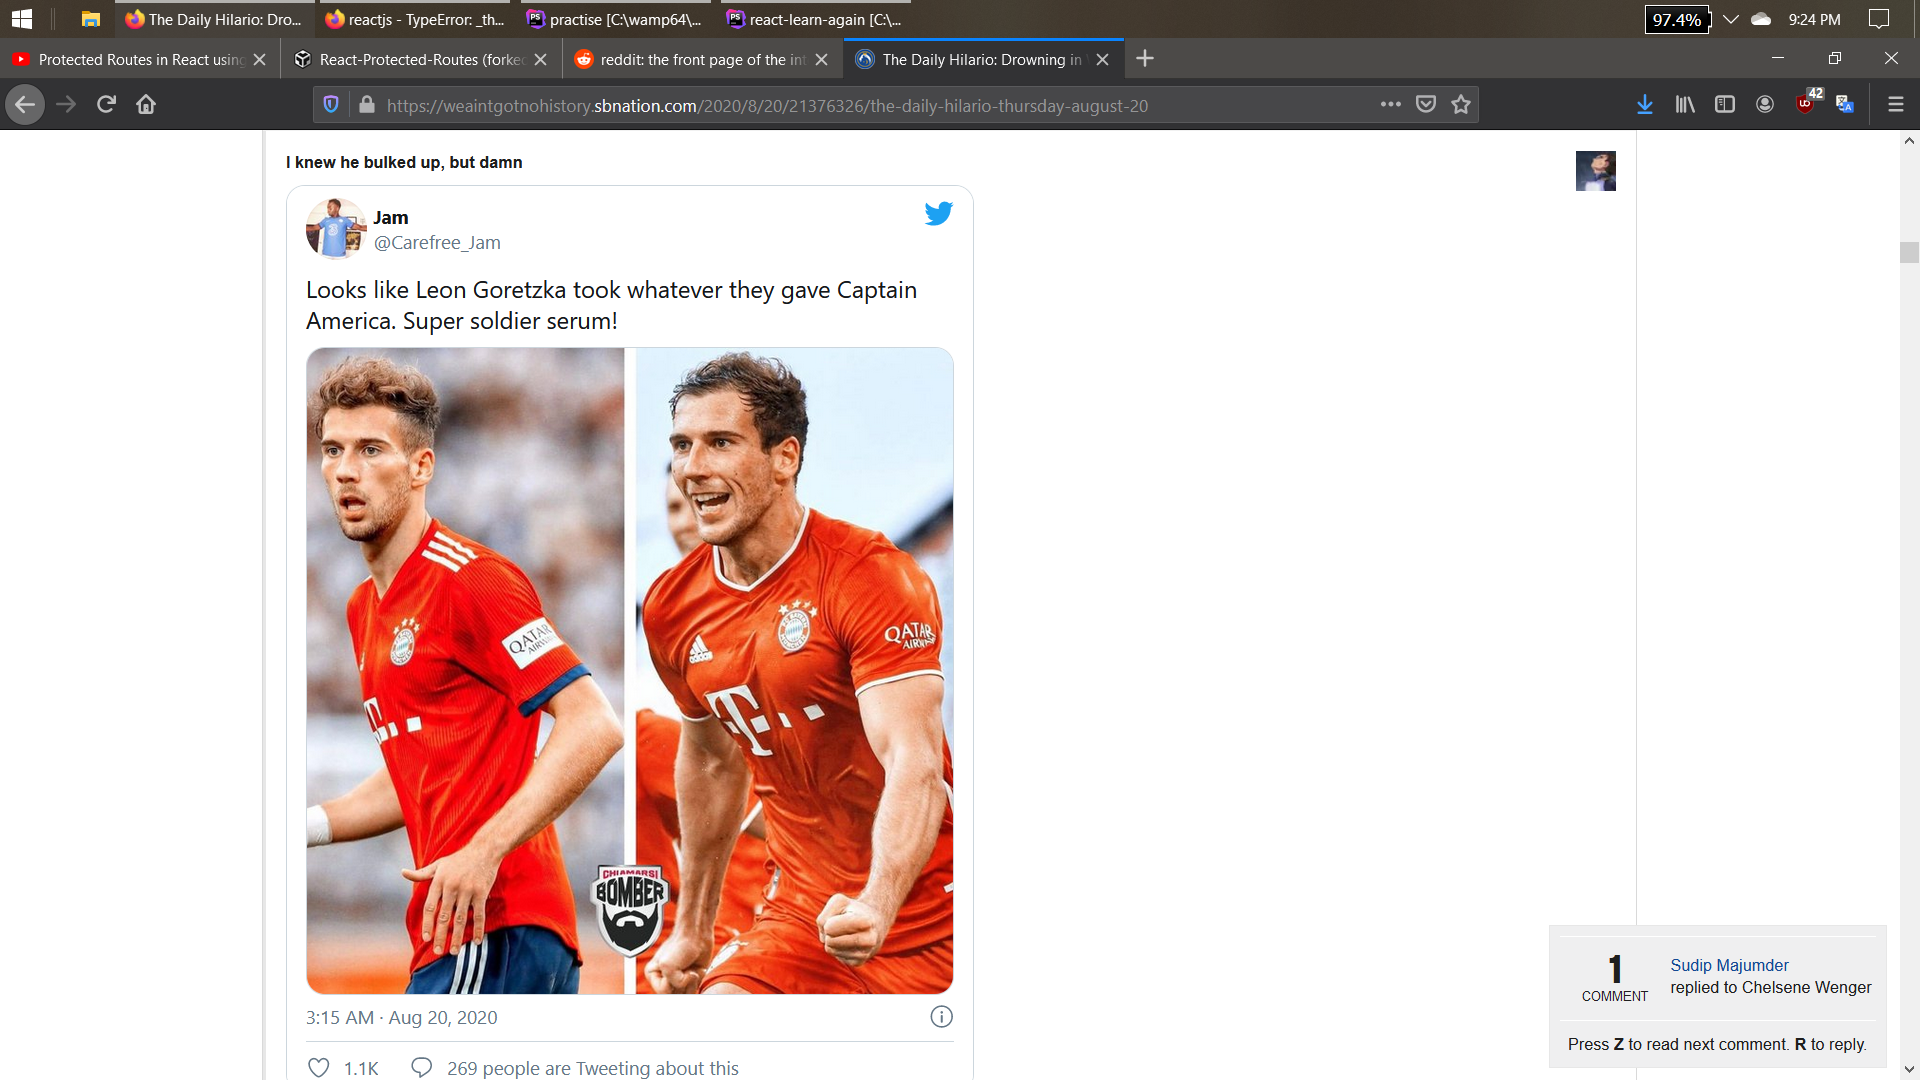 The Daily Hilario: Dro...
reactjs - TypeError: _th...
practise [C:\wamp64\...
react-learn-again [C:\...
97.4%
9:24 PM
Protected Routes in React using
React-Protected-Routes (forked
reddit: the front page of the int
The Daily Hilario: Drowning in
https://weaintgotnohistory.sbnation.com/2020/8/20/21376326/the-daily-hilario-thursday-august-20
42
I knew he bulked up, but damn
Jam
@Carefree_Jam
Looks like Leon Goretzka took whatever they gave Captain
America. Super soldier serum!
QATAR
AIRWAYS
T
adidas
QATAR
AIRWAYS
T
CHIAMARSI
BOMBER
3:15 AM · Aug 20, 2020
1.1K
269 people are Tweeting about this
1
COMMENT
Sudip Majumder
replied to Chelsene Wenger
Press Z to read next comment. R to reply.